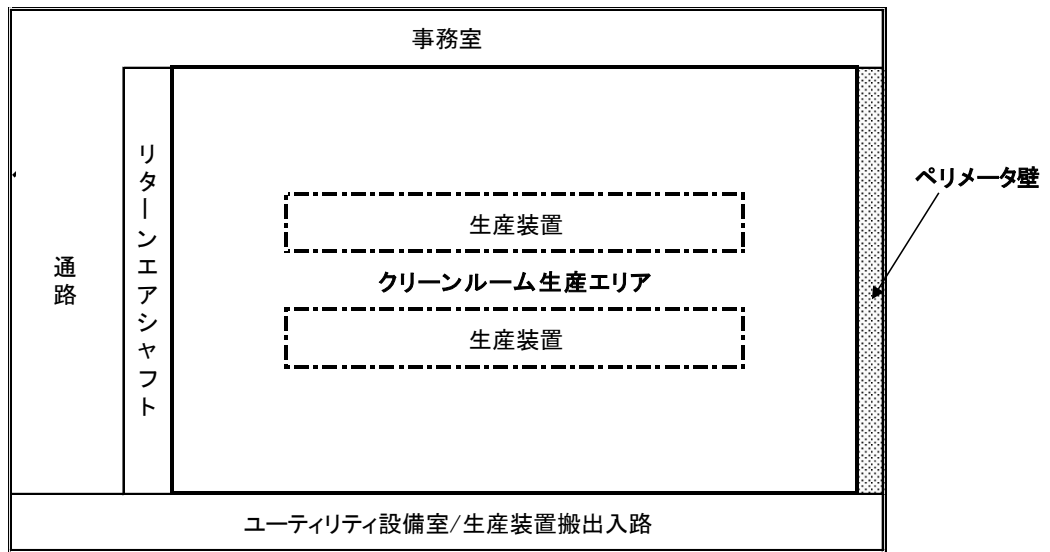 事務室
リターンエアシャフト
生産装置
ペリメータ壁
通路
クリーンルーム生産エリア
生産装置
ユーティリティ設備室/生産装置搬出入路